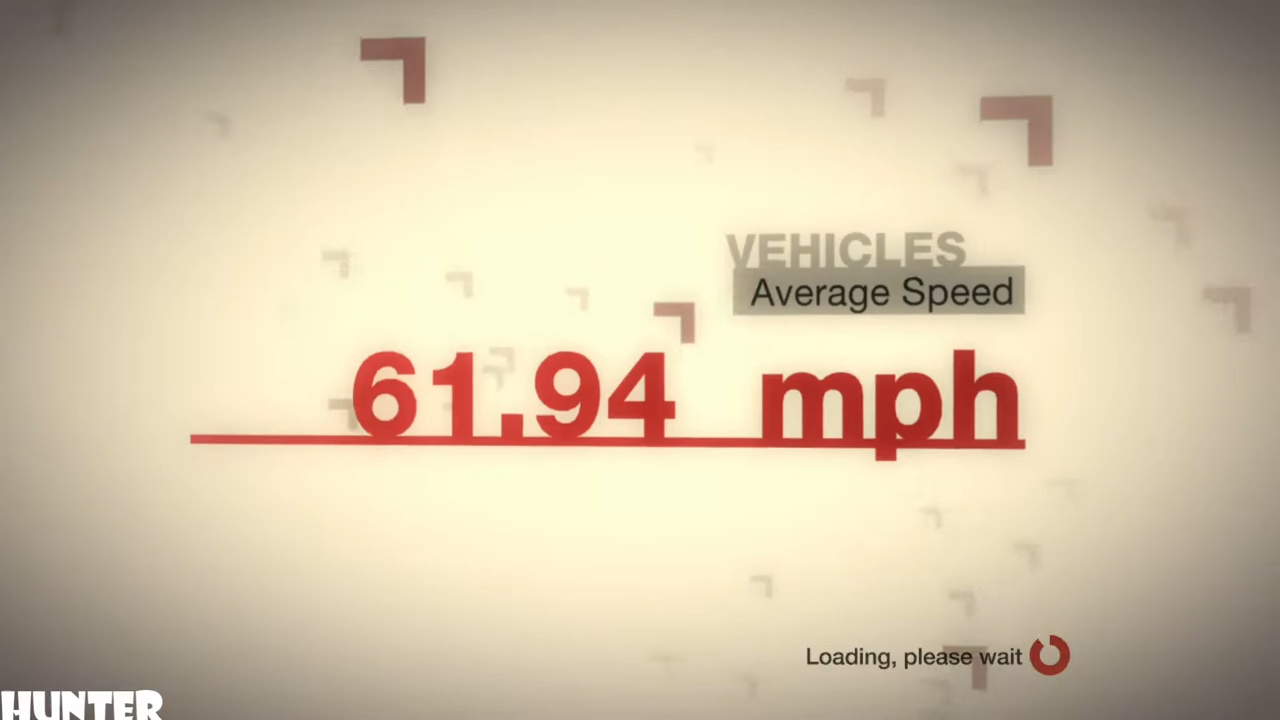 VEHICLES
Average Speed
61.94 mph
Loading, please wait
HUNTER